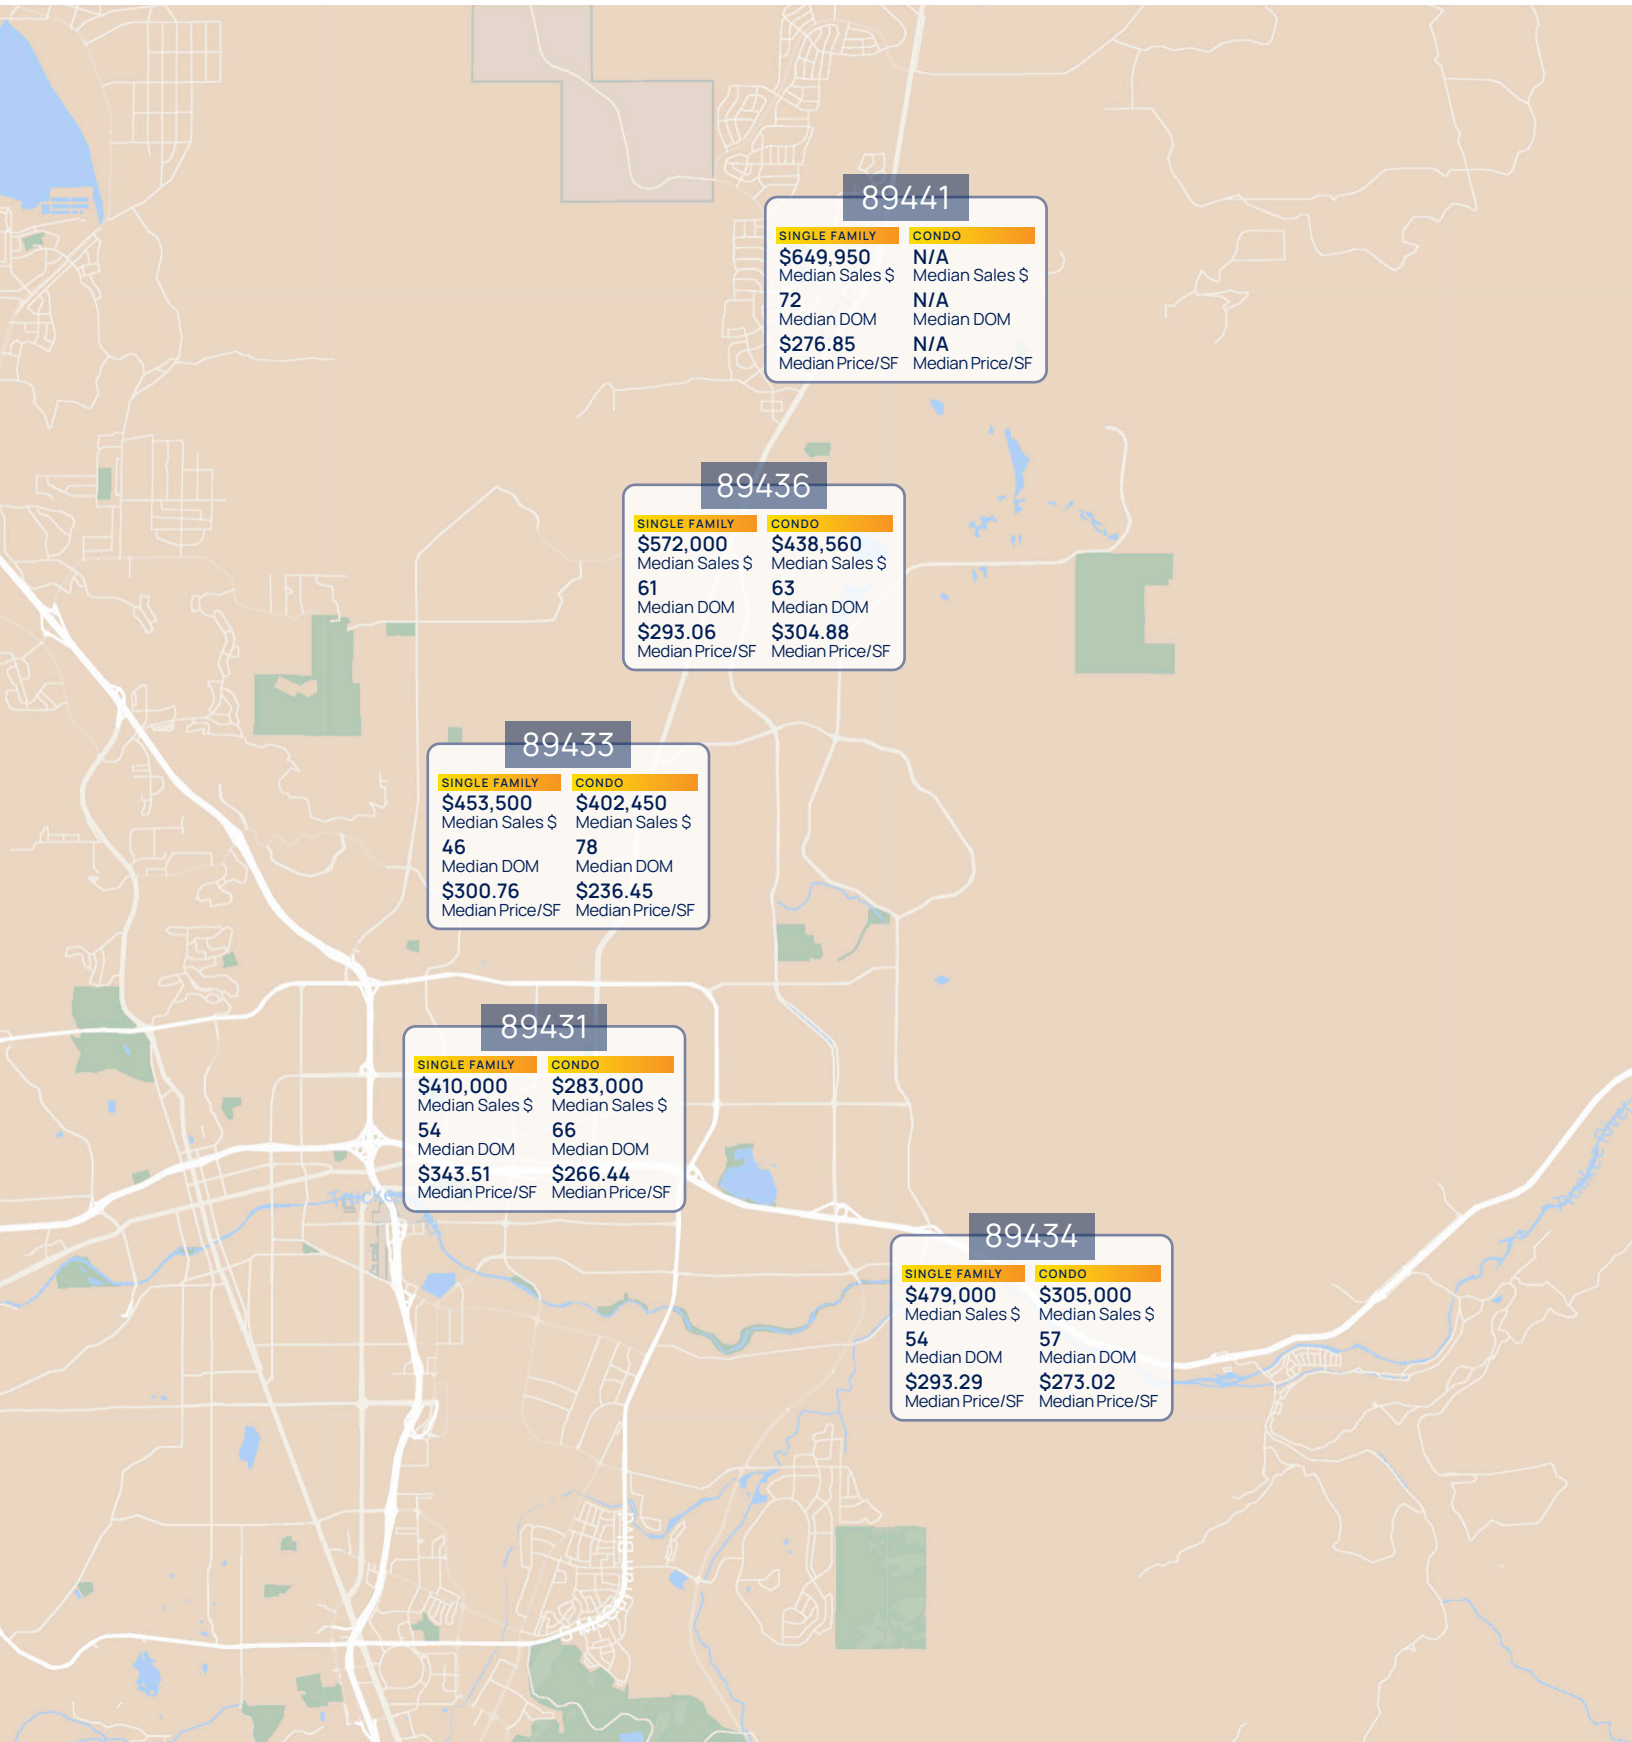 89441
SINGLE FAMILY CONDO
$649,950 N/A
Median Sales $ Median Sales $
72 N/A
Median DOM Median DOM
$276.85 N/A
Median Price/SF Median Price/SF
89436
SINGLE FAMILY CONDO
$572,000 $438,560
Median Sales $ Median Sales $
61 63
Median DOM Median DOM
$293.06 $304.88
Median Price/SF Median Price/SF
89433
SINGLE FAMILY CONDO
$453,500 $402,450
Median Sales $ Median Sales $
46 78
Median DOM Median DOM
$300.76 $236.45
Median Price/SF Median Price/SF
89431
SINGLE FAMILY CONDO
$410,000 $283,000
Median Sales $ Median Sales $
54 66
Median DOM Median DOM
$343.51 $266.44
Median Price/SF Median Price/SF
Truckee River
89434
SINGLE FAMILY CONDO
$479,000 $305,000
Median Sales $ Median Sales $
54 57
Median DOM Median DOM
$293.29 $273.02
Median Price/SF Median Price/SF
S McCarran Blvd